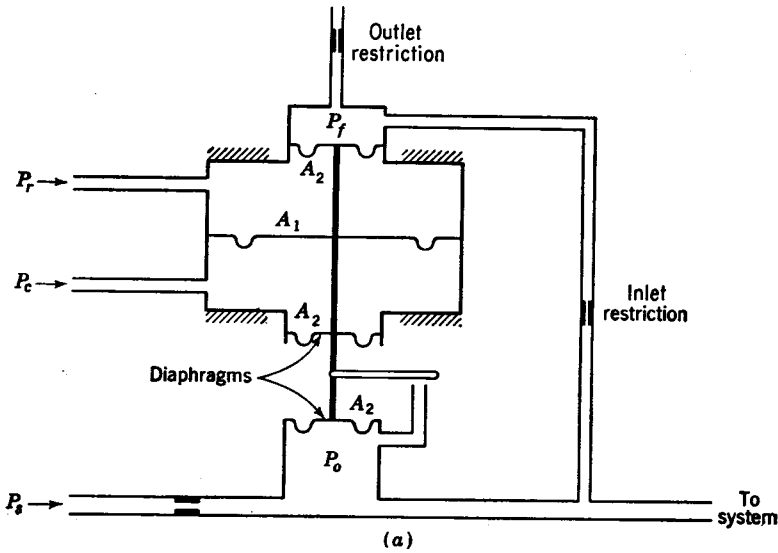 Outlet
restriction
P_f
A_2
P_r
A_1
P_c
A_2
Inlet
restriction
Diaphragms
A_2
P_o
P_s
To
system
(a)